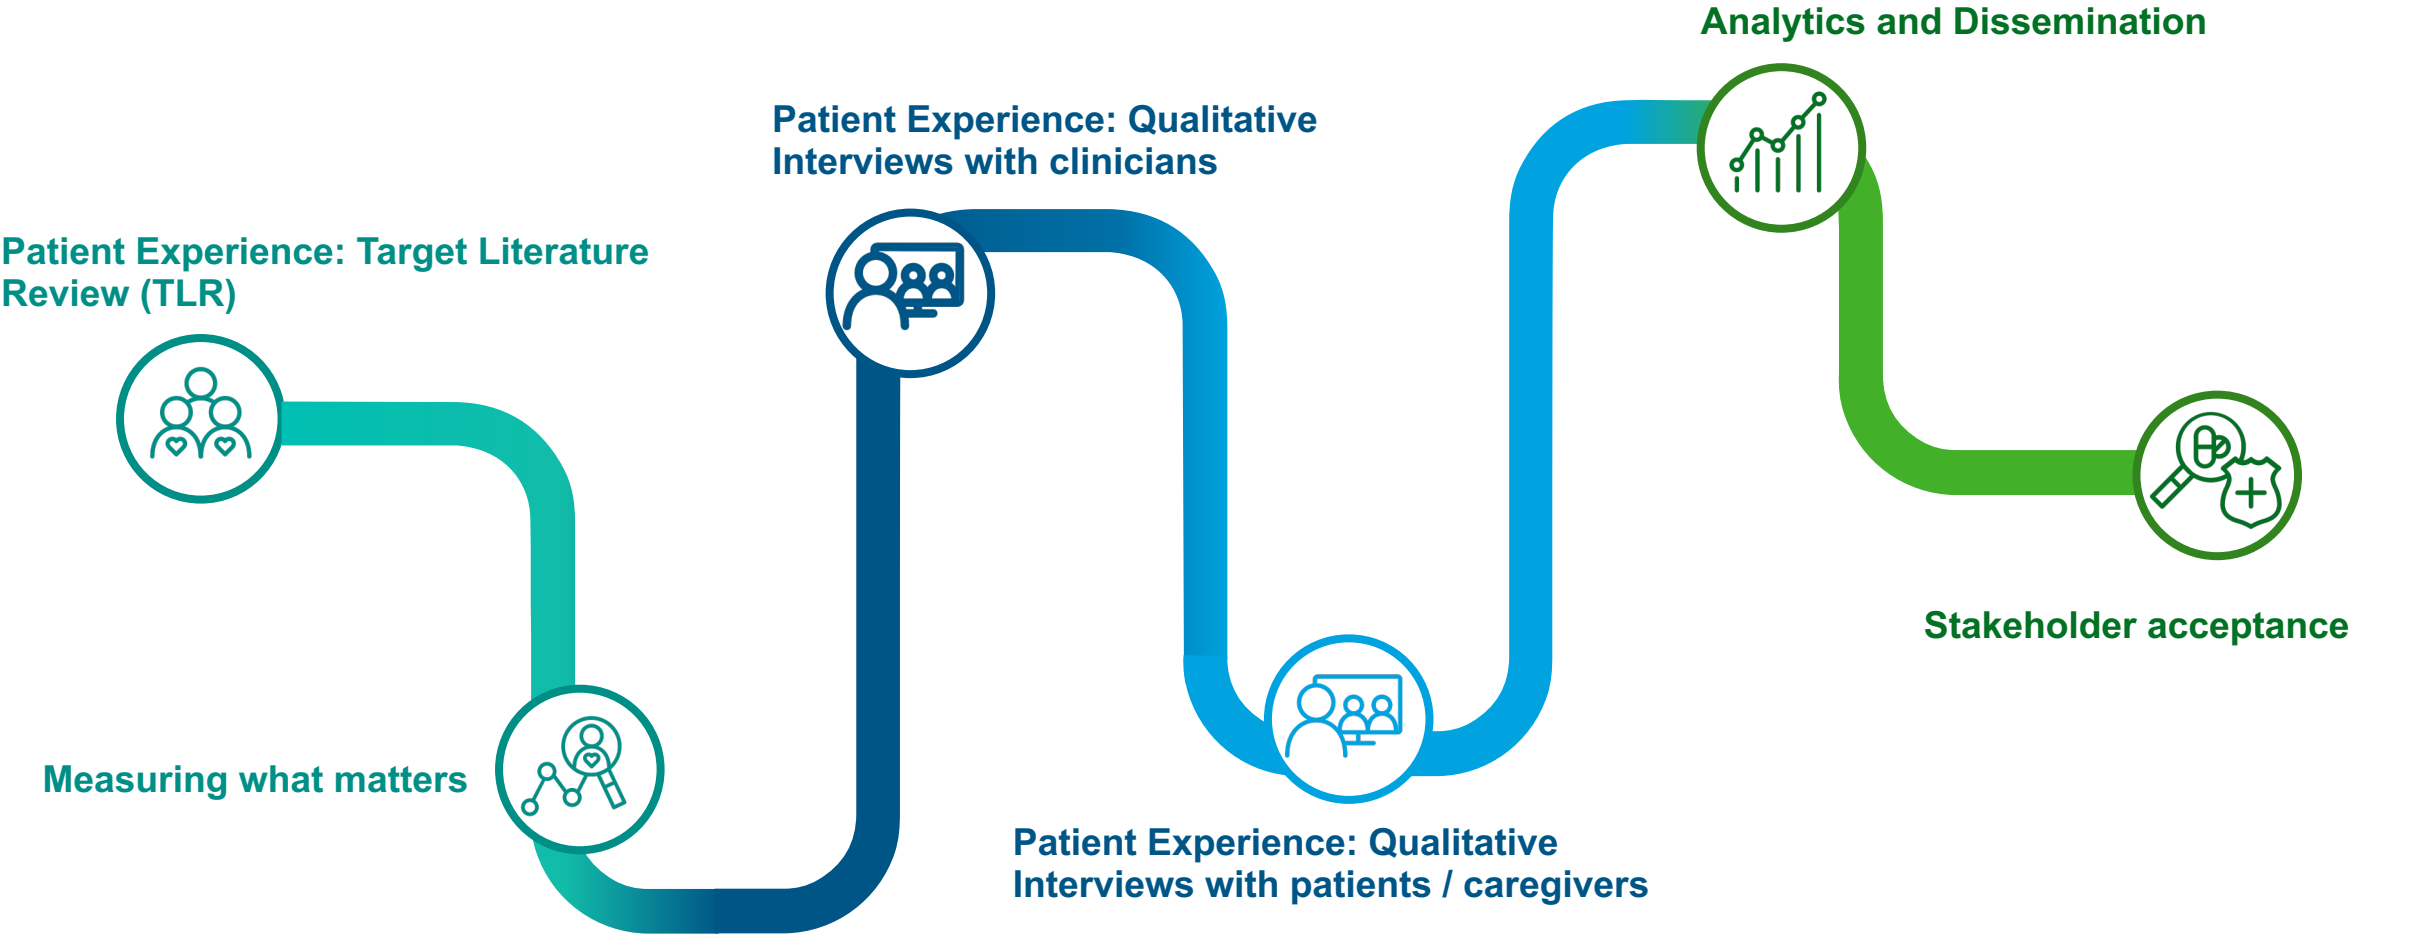 Patient Experience: Target Literature
Review (TLR)
Measuring what matters
Patient Experience: Qualitative
Interviews with clinicians
Patient Experience: Qualitative
Interviews with patients / caregivers
Analytics and Dissemination
Stakeholder acceptance